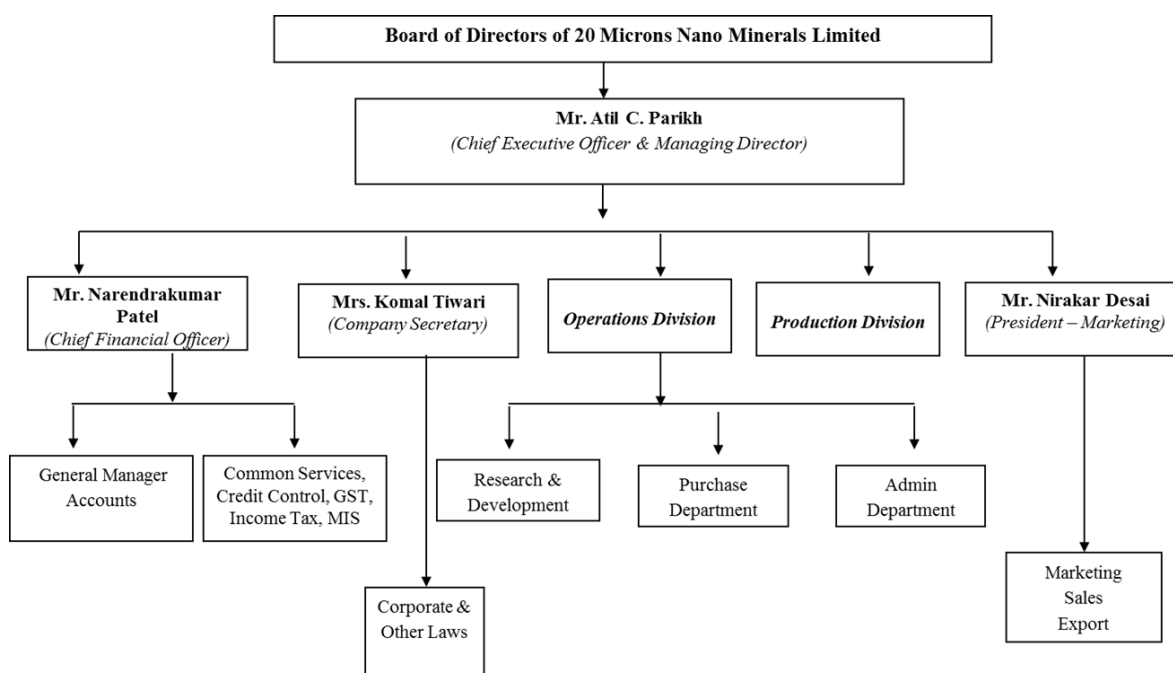 Board of Directors of 20 Microns Nano Minerals Limited
Mr. Atil C. Parikh
(Chief Executive Officer & Managing Director)
Mr. Narendrakumar
Patel
(Chief Financial Officer)
Mrs. Komal Tiwari
(Company Secretary)
Operations Division
Production Division
Mr. Nirakar Desai
(President – Marketing)
General Manager
Accounts
Common Services,
Credit Control, GST,
Income Tax, MIS
Research &
Development
Purchase
Department
Admin
Department
Corporate &
Other Laws
Marketing
Sales
Export